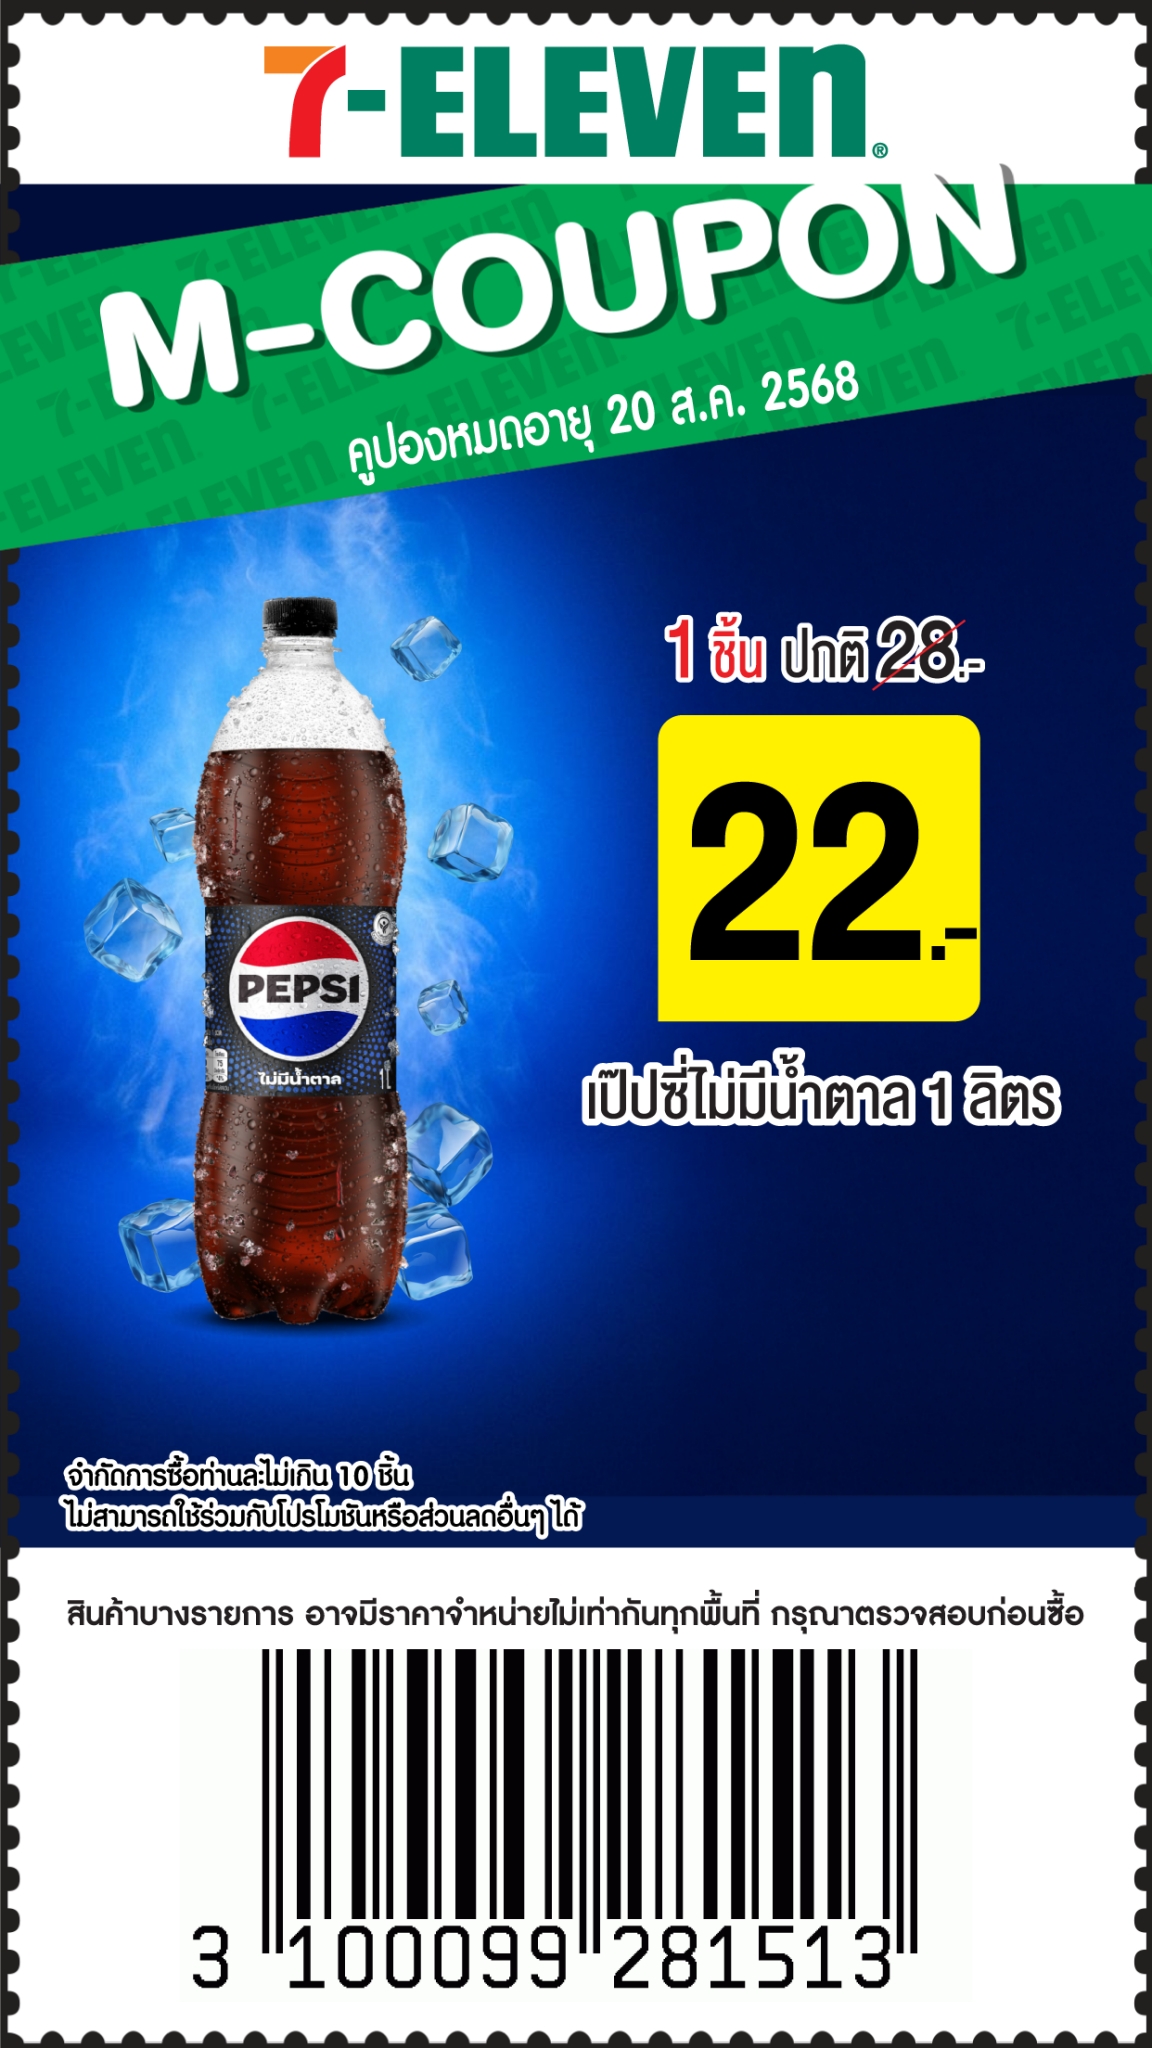 7-ELEVEN®
M-COUPON
คูปองหมดอายุ 20 ส.ค. 2568
1 ชิ้น ปกติ 28.-
22.-
PEPSI
ไม่มีน้ำตาล
1L
เป๊ปซี่ไม่มีน้ำตาล 1 ลิตร
จำกัดการซื้อท่านละไม่เกิน 10 ชิ้น
ไม่สามารถใช้ร่วมกับโปรโมชันหรือส่วนลดอื่นๆ ได้
สินค้าบางรายการ อาจมีราคาจำหน่ายไม่เท่ากันทุกพื้นที่ กรุณาตรวจสอบก่อนซื้อ
3 100099 281513